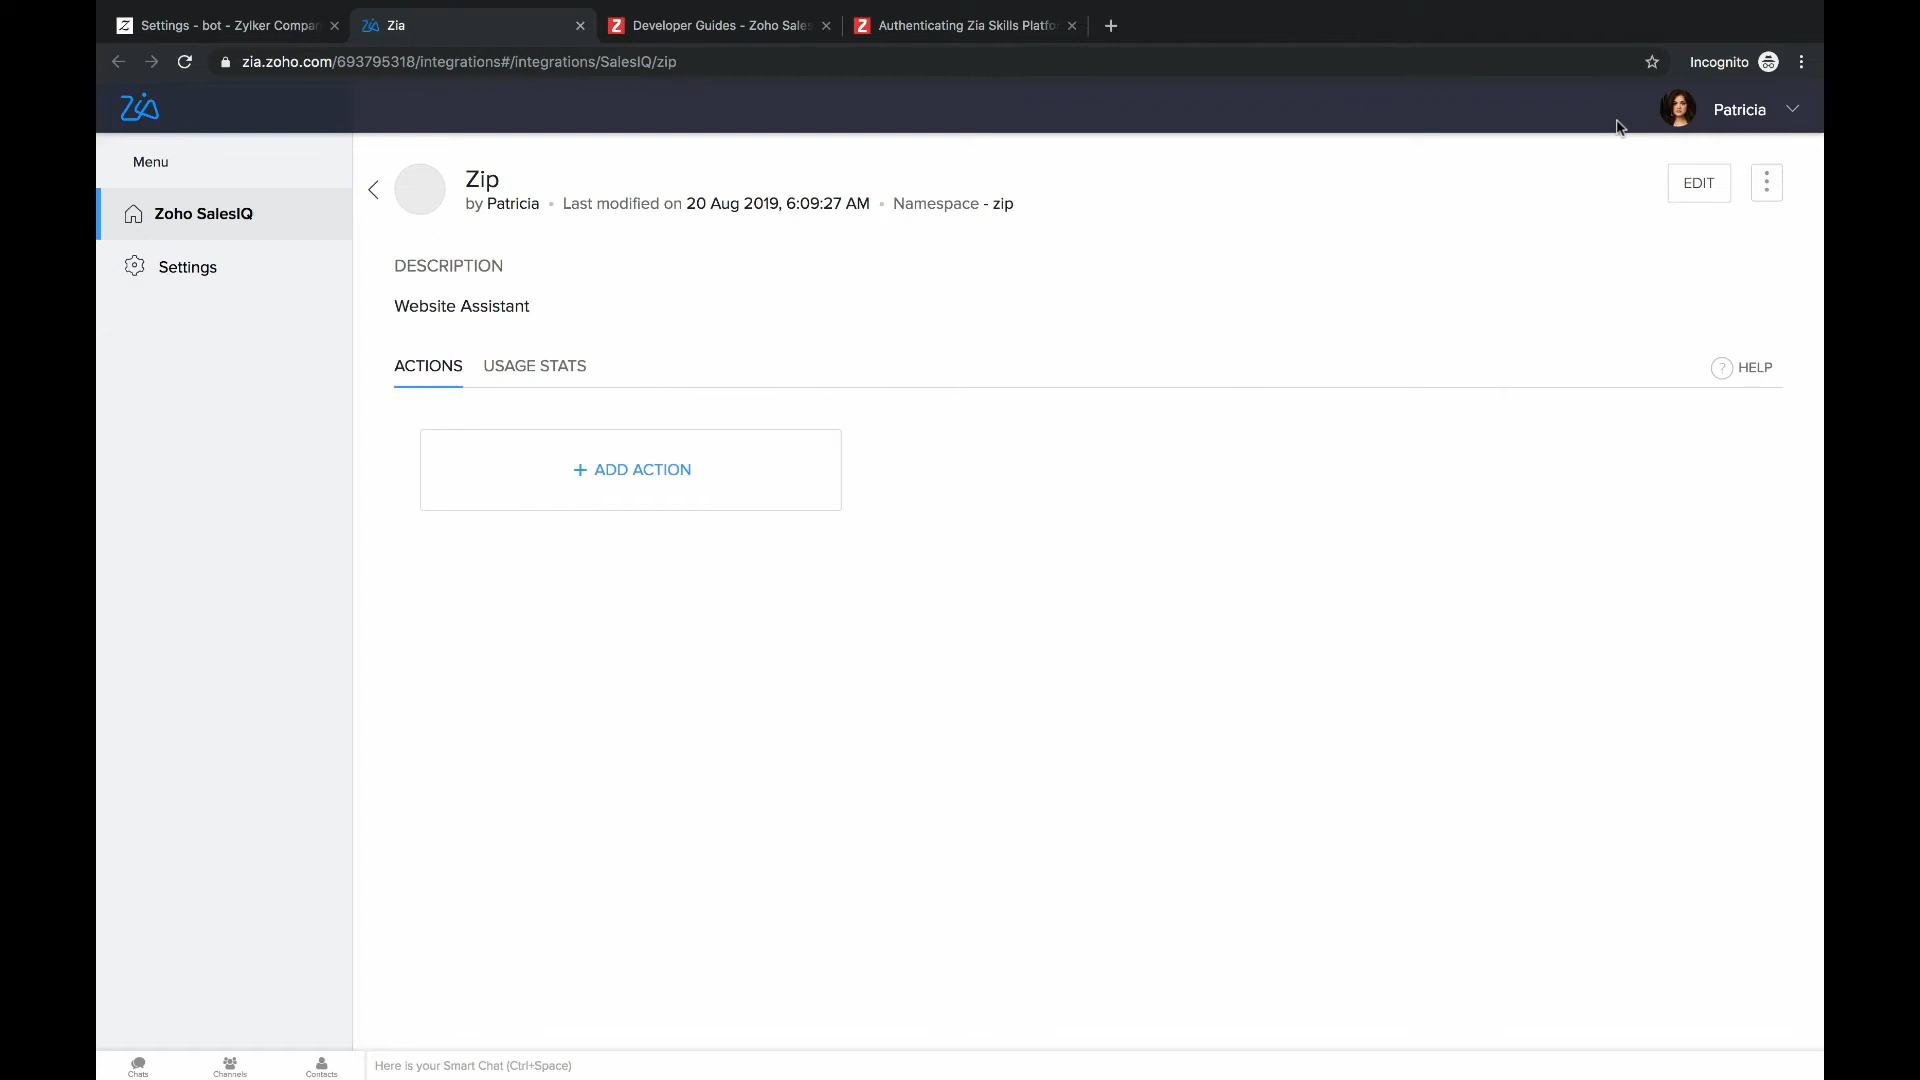 Settings - bot - Zylker Compan
Zia
Developer Guides - Zoho Sales
Authenticating Zia Skills Platfo
zia.zoho.com/693795318/integrations#/integrations/SalesIQ/zip
Incognito
Zia
Patricia
Menu
Zoho SalesIQ
Settings
Zip
by Patricia • Last modified on 20 Aug 2019, 6:09:27 AM • Namespace - zip
EDIT
DESCRIPTION
Website Assistant
ACTIONS
USAGE STATS
? HELP
+ ADD ACTION
Chats
Channels
Contacts
Here is your Smart Chat (Ctrl+Space)